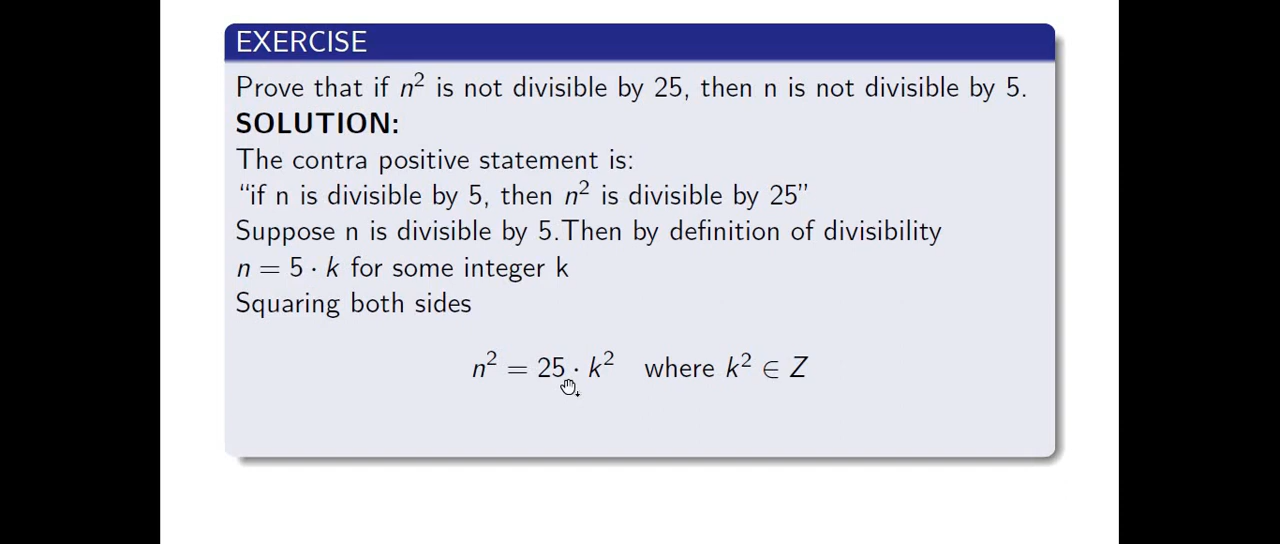 EXERCISE
Prove that if n² is not divisible by 25, then n is not divisible by 5.
SOLUTION:
The contra positive statement is:
“if n is divisible by 5, then n² is divisible by 25”
Suppose n is divisible by 5.Then by definition of divisibility
n = 5 · k for some integer k
Squaring both sides
n² = 25 · k² where k² ∈ Z